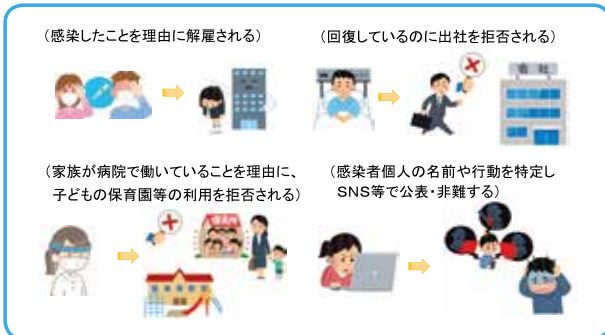 （感染したことを理由に解雇される）
（回復しているのに出社を拒否される）
会社
（家族が病院で働いていることを理由に、
子どもの保育園等の利用を拒否される）
（感染者個人の名前や行動を特定し
SNS等で公表・非難する）